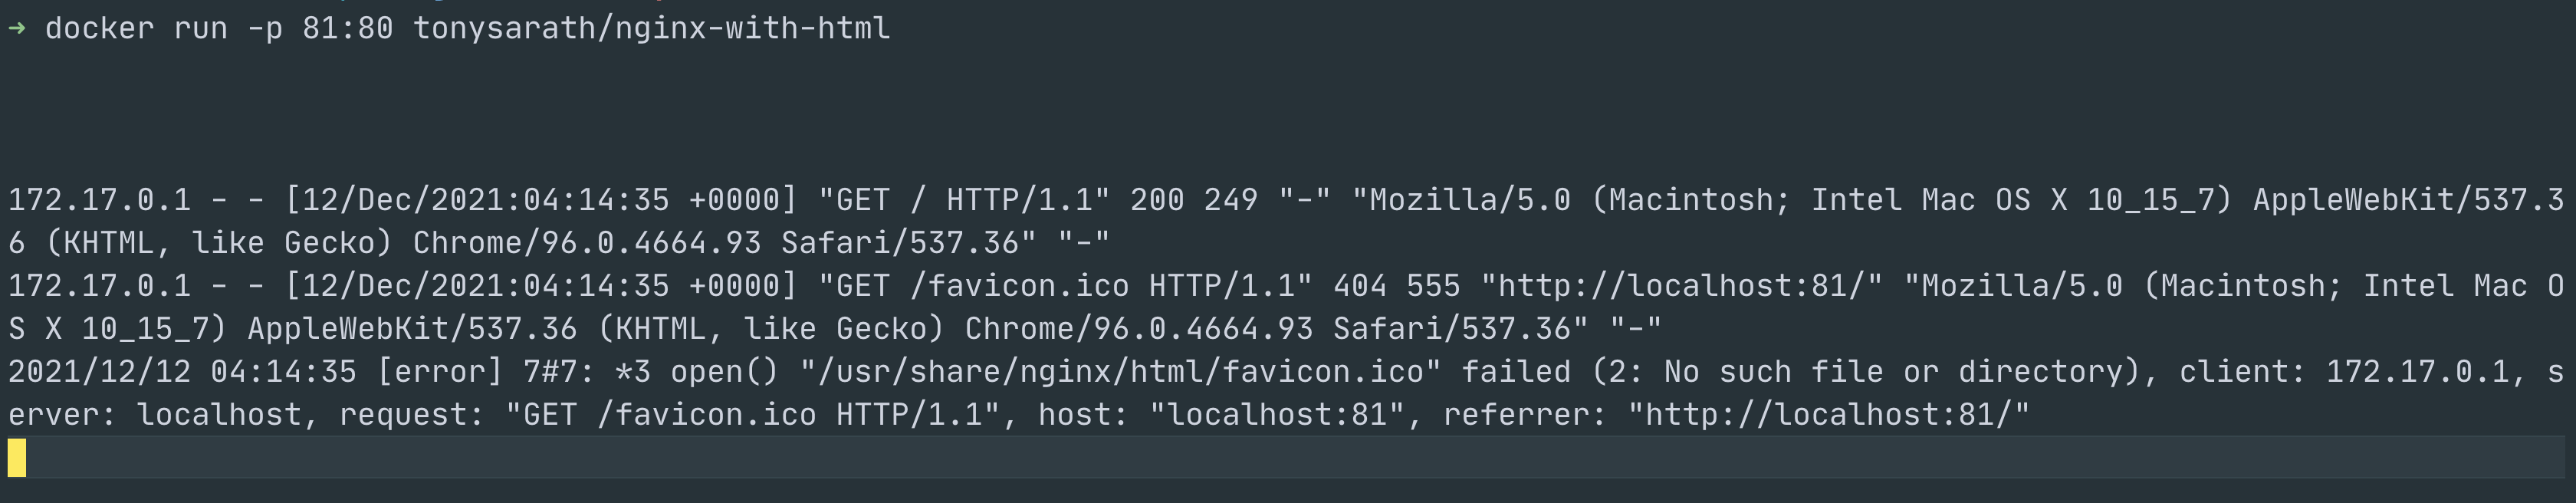 → docker run -p 81:80 tonysarath/nginx-with-html
172.17.0.1 - - [12/Dec/2021:04:14:35 +0000] "GET / HTTP/1.1" 200 249 "-" "Mozilla/5.0 (Macintosh; Intel Mac OS X 10_15_7) AppleWebKit/537.3
6 (KHTML, like Gecko) Chrome/96.0.4664.93 Safari/537.36" "-"
172.17.0.1 - - [12/Dec/2021:04:14:35 +0000] "GET /favicon.ico HTTP/1.1" 404 555 "http://localhost:81/" "Mozilla/5.0 (Macintosh; Intel Mac O
S X 10_15_7) AppleWebKit/537.36 (KHTML, like Gecko) Chrome/96.0.4664.93 Safari/537.36" "-"
2021/12/12 04:14:35 [error] 7#7: *3 open() "/usr/share/nginx/html/favicon.ico" failed (2: No such file or directory), client: 172.17.0.1, s
erver: localhost, request: "GET /favicon.ico HTTP/1.1", host: "localhost:81", referrer: "http://localhost:81/"